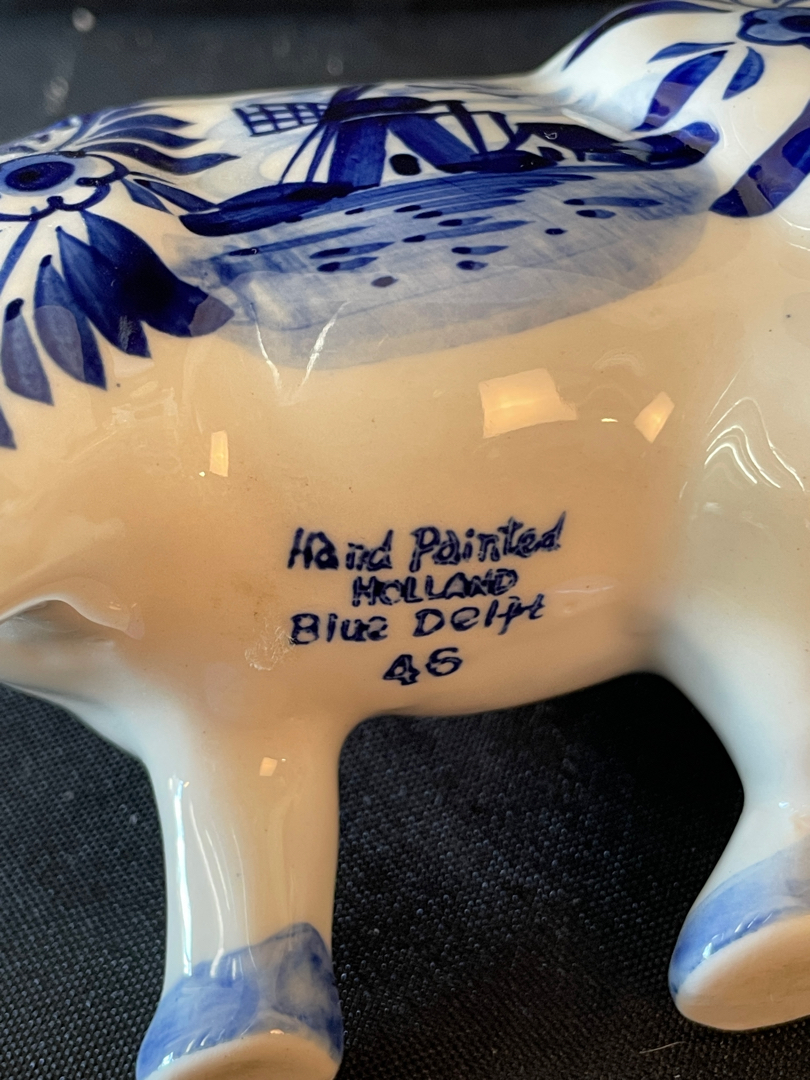 Hand Painted
HOLLAND
Blue Delft
46